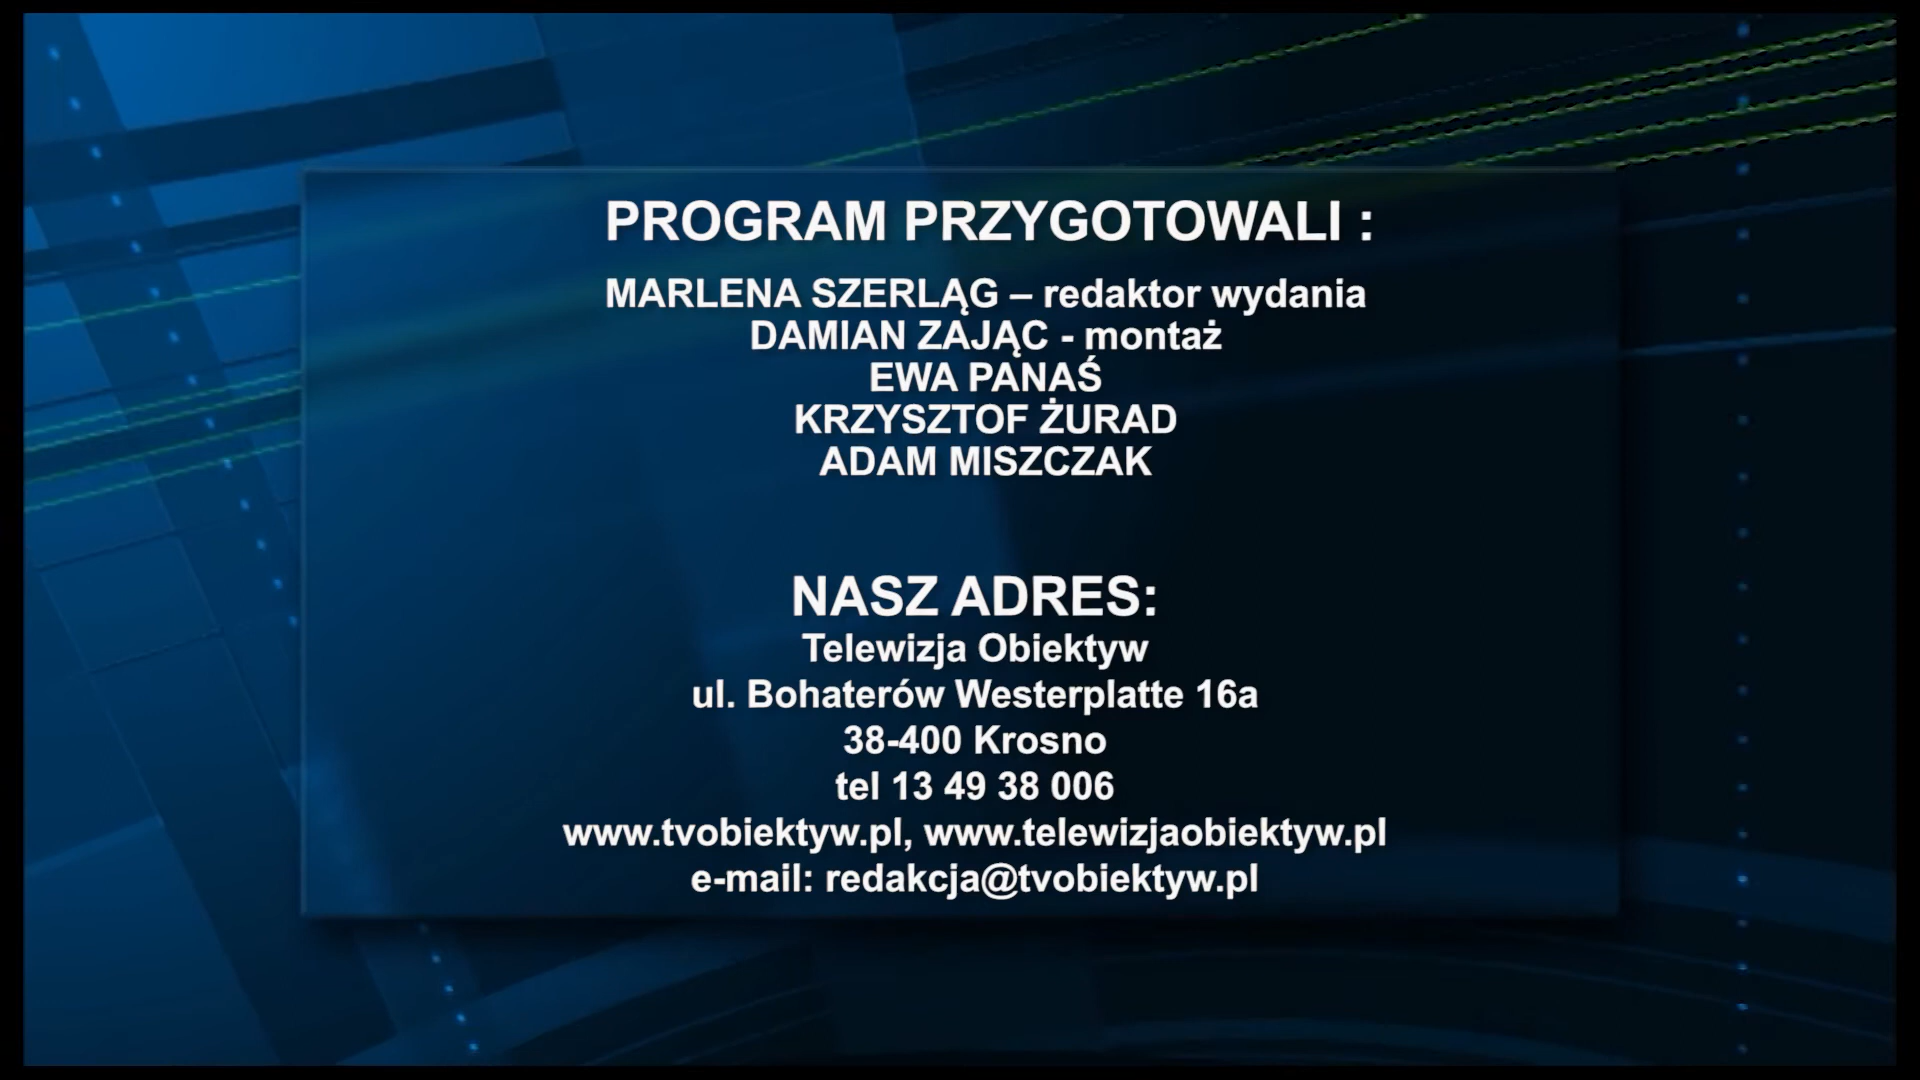 PROGRAM PRZYGOTOWALI :
MARLENA SZERLĄG – redaktor wydania
DAMIAN ZAJĄC - montaż
EWA PANAŚ
KRZYSZTOF ŻURAD
ADAM MISZCZAK
NASZ ADRES:
Telewizja Obiektyw
ul. Bohaterów Westerplatte 16a
38-400 Krosno
tel 13 49 38 006
www.tvobiektyw.pl, www.telewizjaobiektyw.pl
e-mail: redakcja@tvobiektyw.pl